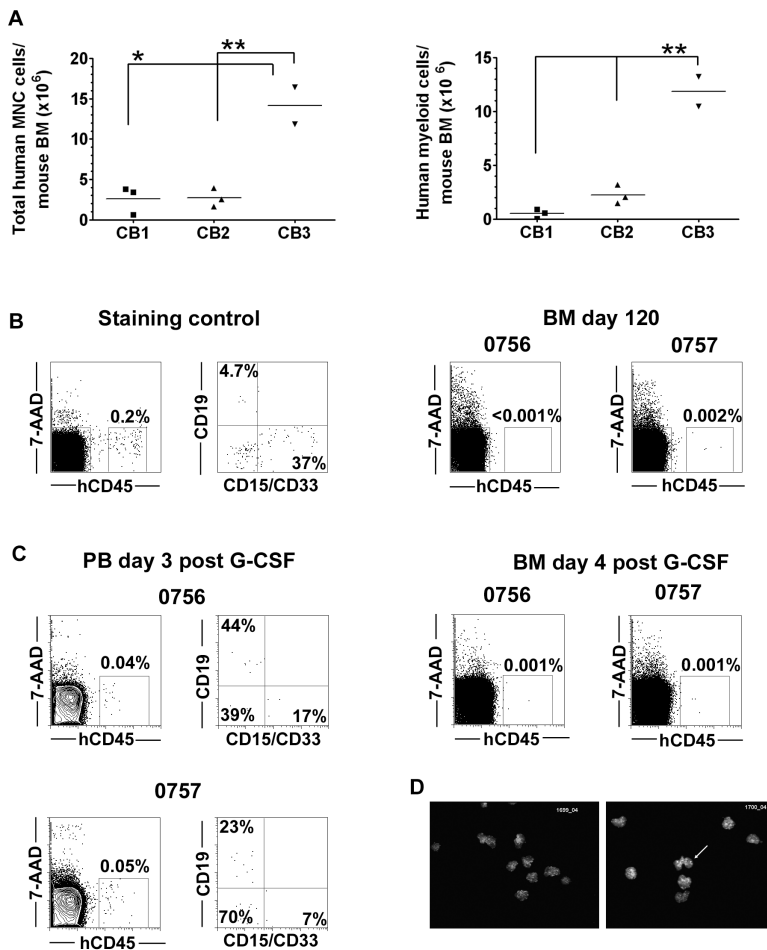 A
Total human MNC cells/
mouse BM (x10⁶)
20
15
10
5
0
*
**
CB1
CB2
CB3
Human myeloid cells/
mouse BM (x10⁶)
15
10
5
0
**
CB1
CB2
CB3
B
Staining control
BM day 120
0756
0757
7-AAD
0.2%
hCD45
CD19
4.7%
37%
CD15/CD33
7-AAD
<0.001%
hCD45
7-AAD
0.002%
hCD45
C
PB day 3 post G-CSF
BM day 4 post G-CSF
0756
0756
0757
7-AAD
0.04%
hCD45
CD19
44%
39%
17%
CD15/CD33
7-AAD
0.001%
hCD45
7-AAD
0.001%
hCD45
0757
7-AAD
0.05%
hCD45
CD19
23%
70%
7%
CD15/CD33
D
1699_04
1700_04